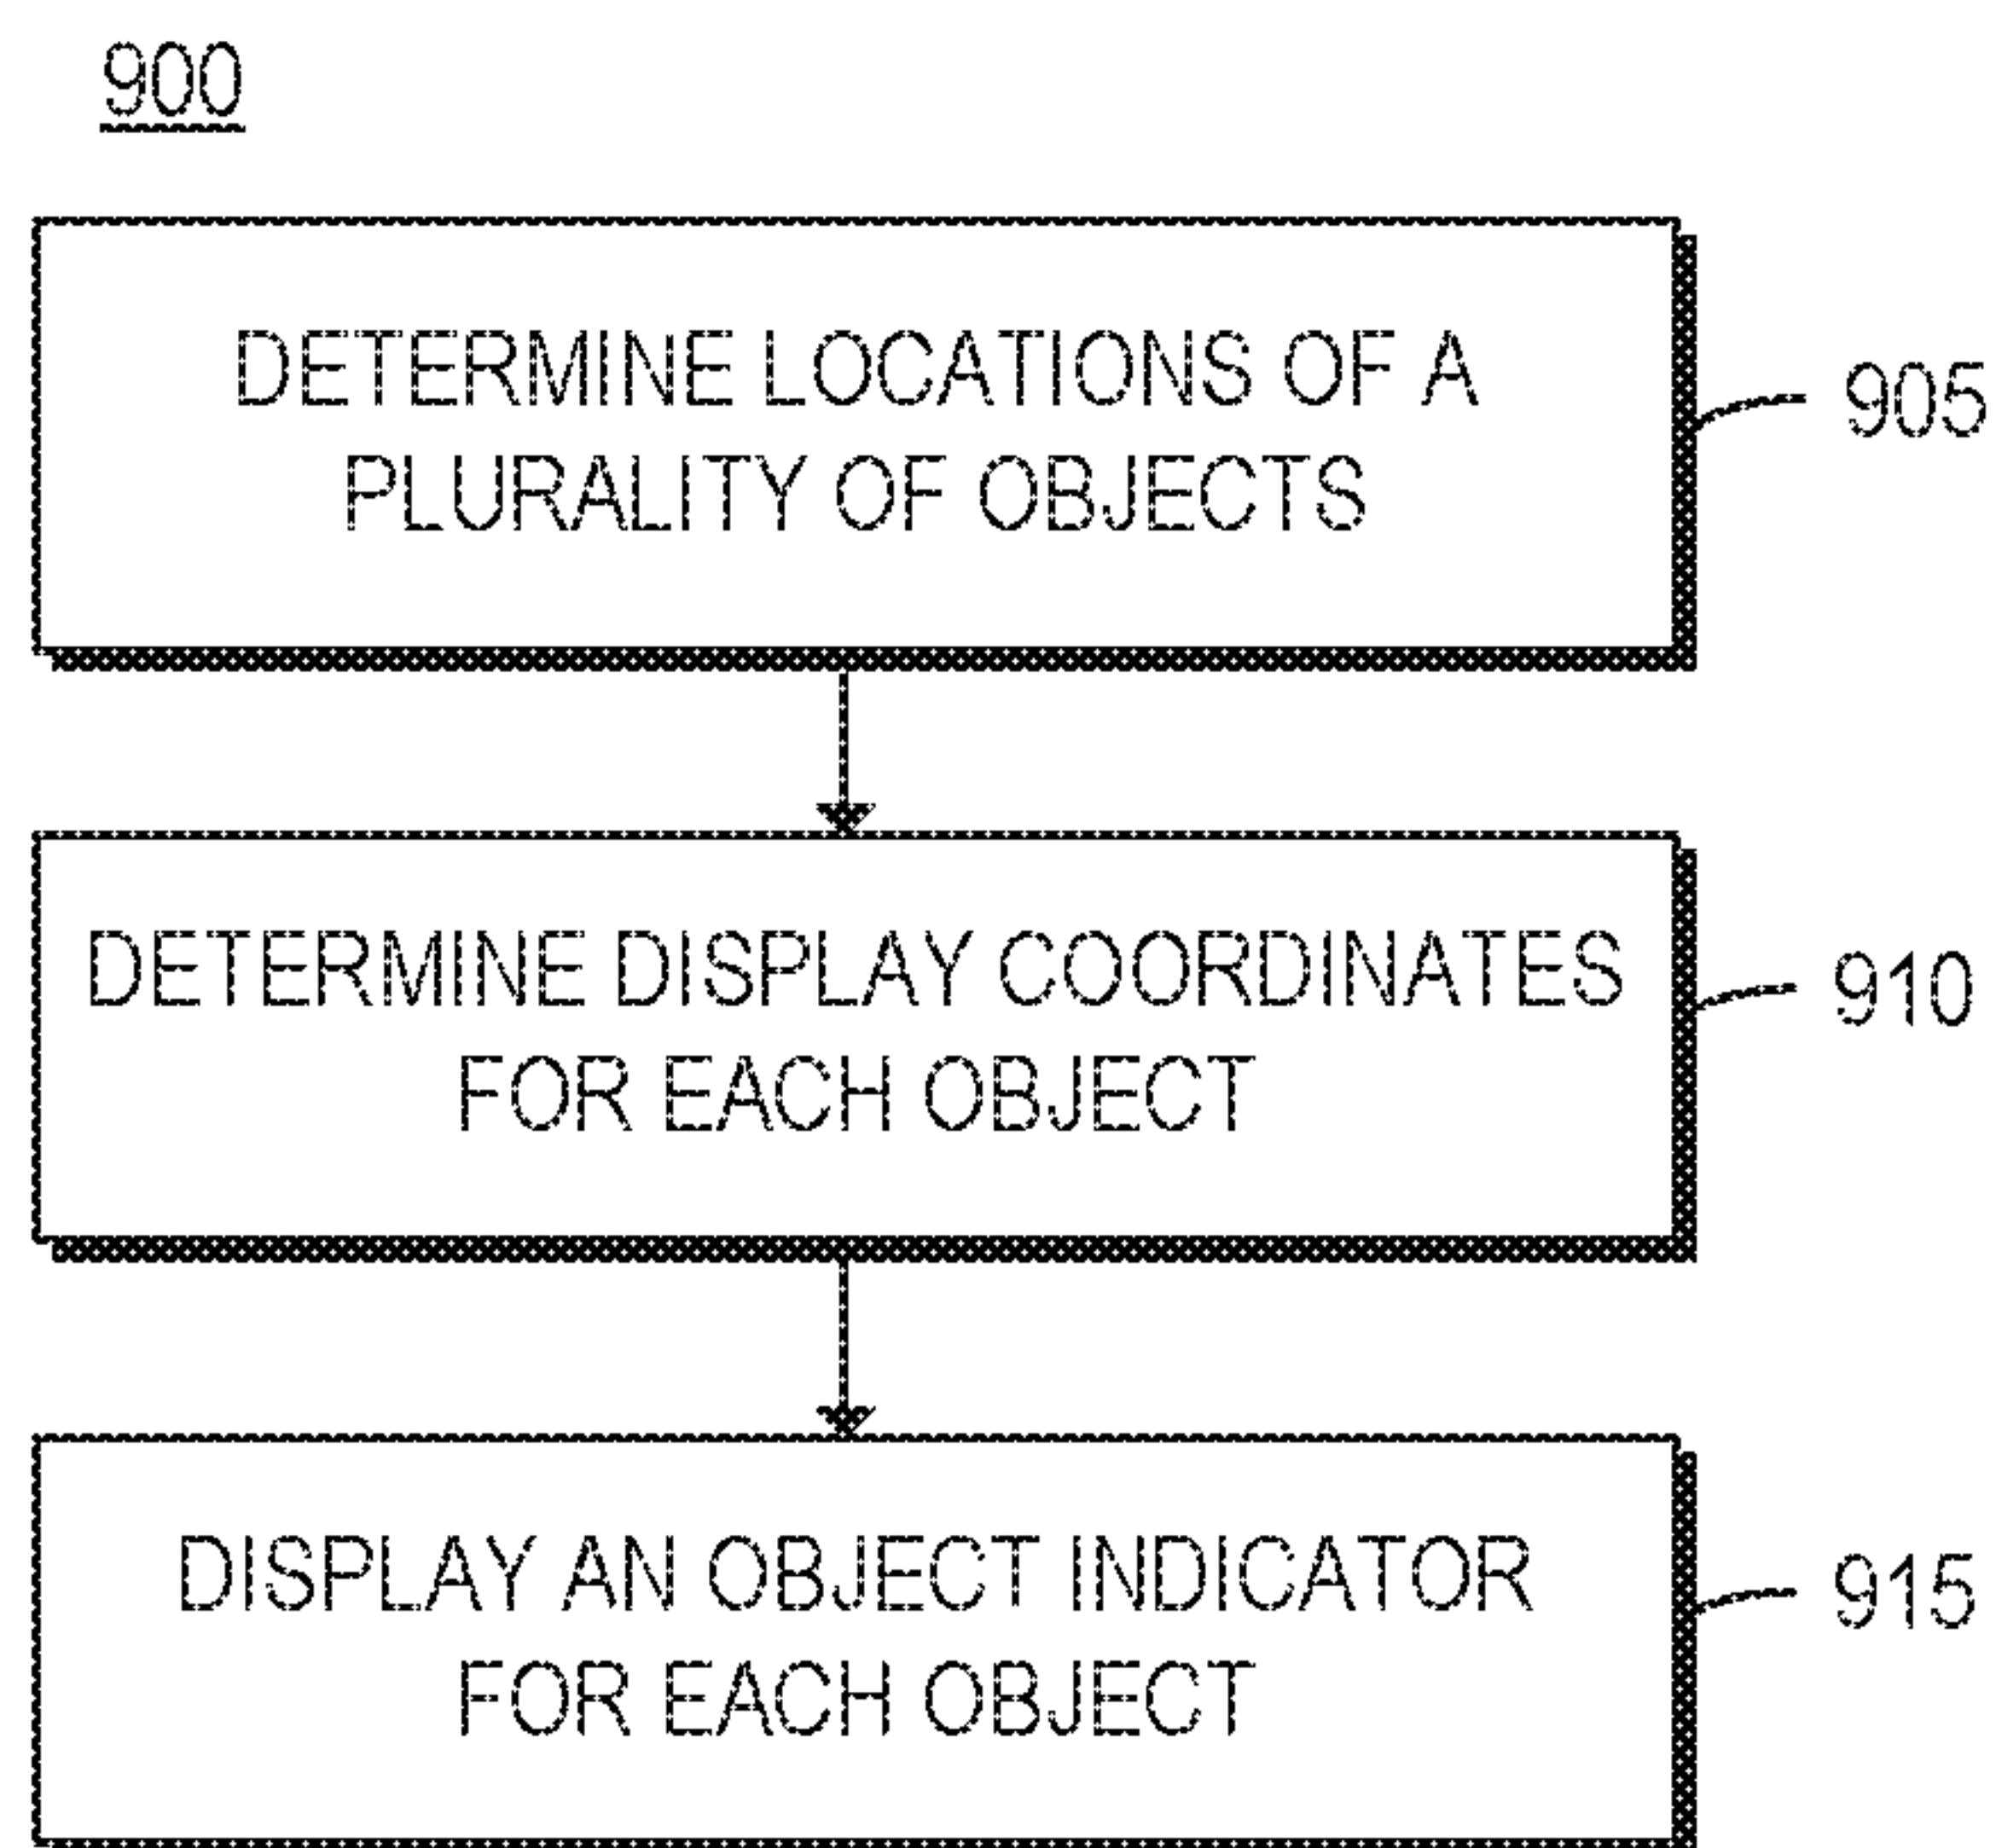 900
DETERMINE LOCATIONS OF A
PLURALITY OF OBJECTS
905
DETERMINE DISPLAY COORDINATES
FOR EACH OBJECT
910
DISPLAY AN OBJECT INDICATOR
FOR EACH OBJECT
915